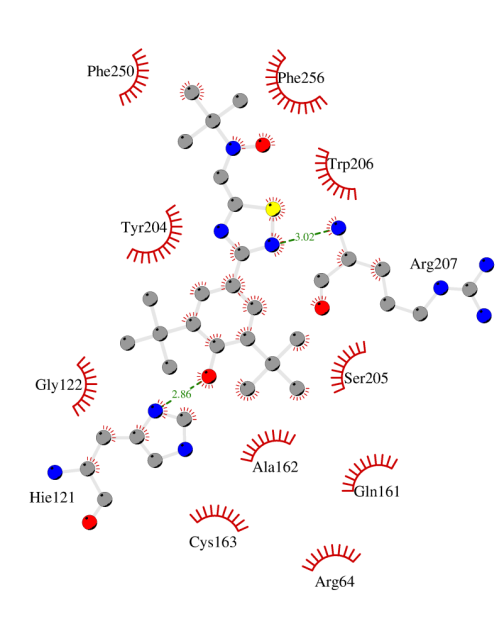 Phe250
Phe256
Trp206
Tyr204
3.02
Arg207
Ser205
Gly122
2.86
Ala162
Gln161
Hie121
Cys163
Arg64